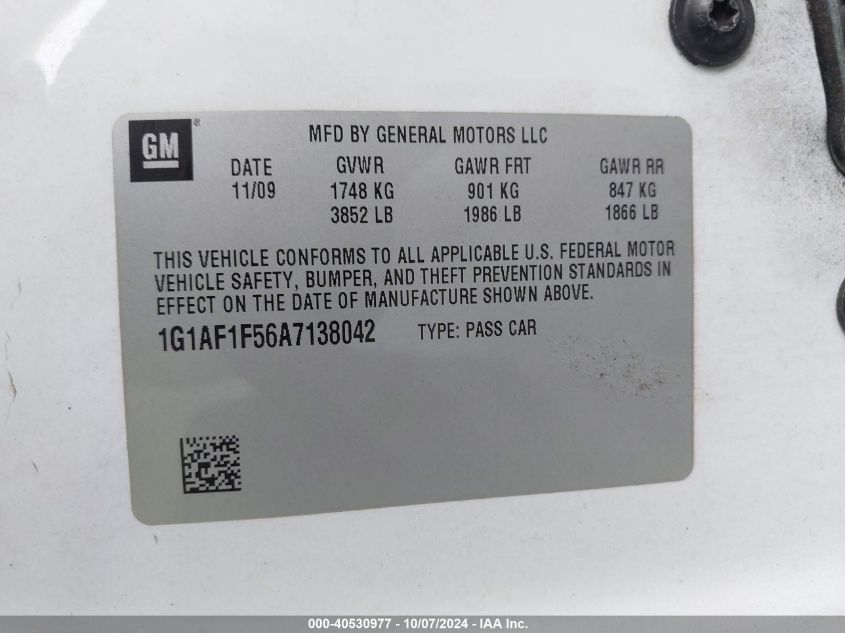 GM ®
MFD BY GENERAL MOTORS LLC
DATE GVWR GAWR FRT GAWR RR
11/09 1748 KG 901 KG 847 KG
3852 LB 1986 LB 1866 LB
THIS VEHICLE CONFORMS TO ALL APPLICABLE U.S. FEDERAL MOTOR
VEHICLE SAFETY, BUMPER, AND THEFT PREVENTION STANDARDS IN
EFFECT ON THE DATE OF MANUFACTURE SHOWN ABOVE.
1G1AF1F56A7138042 TYPE: PASS CAR
000-40530977 - 10/07/2024 - IAA Inc.